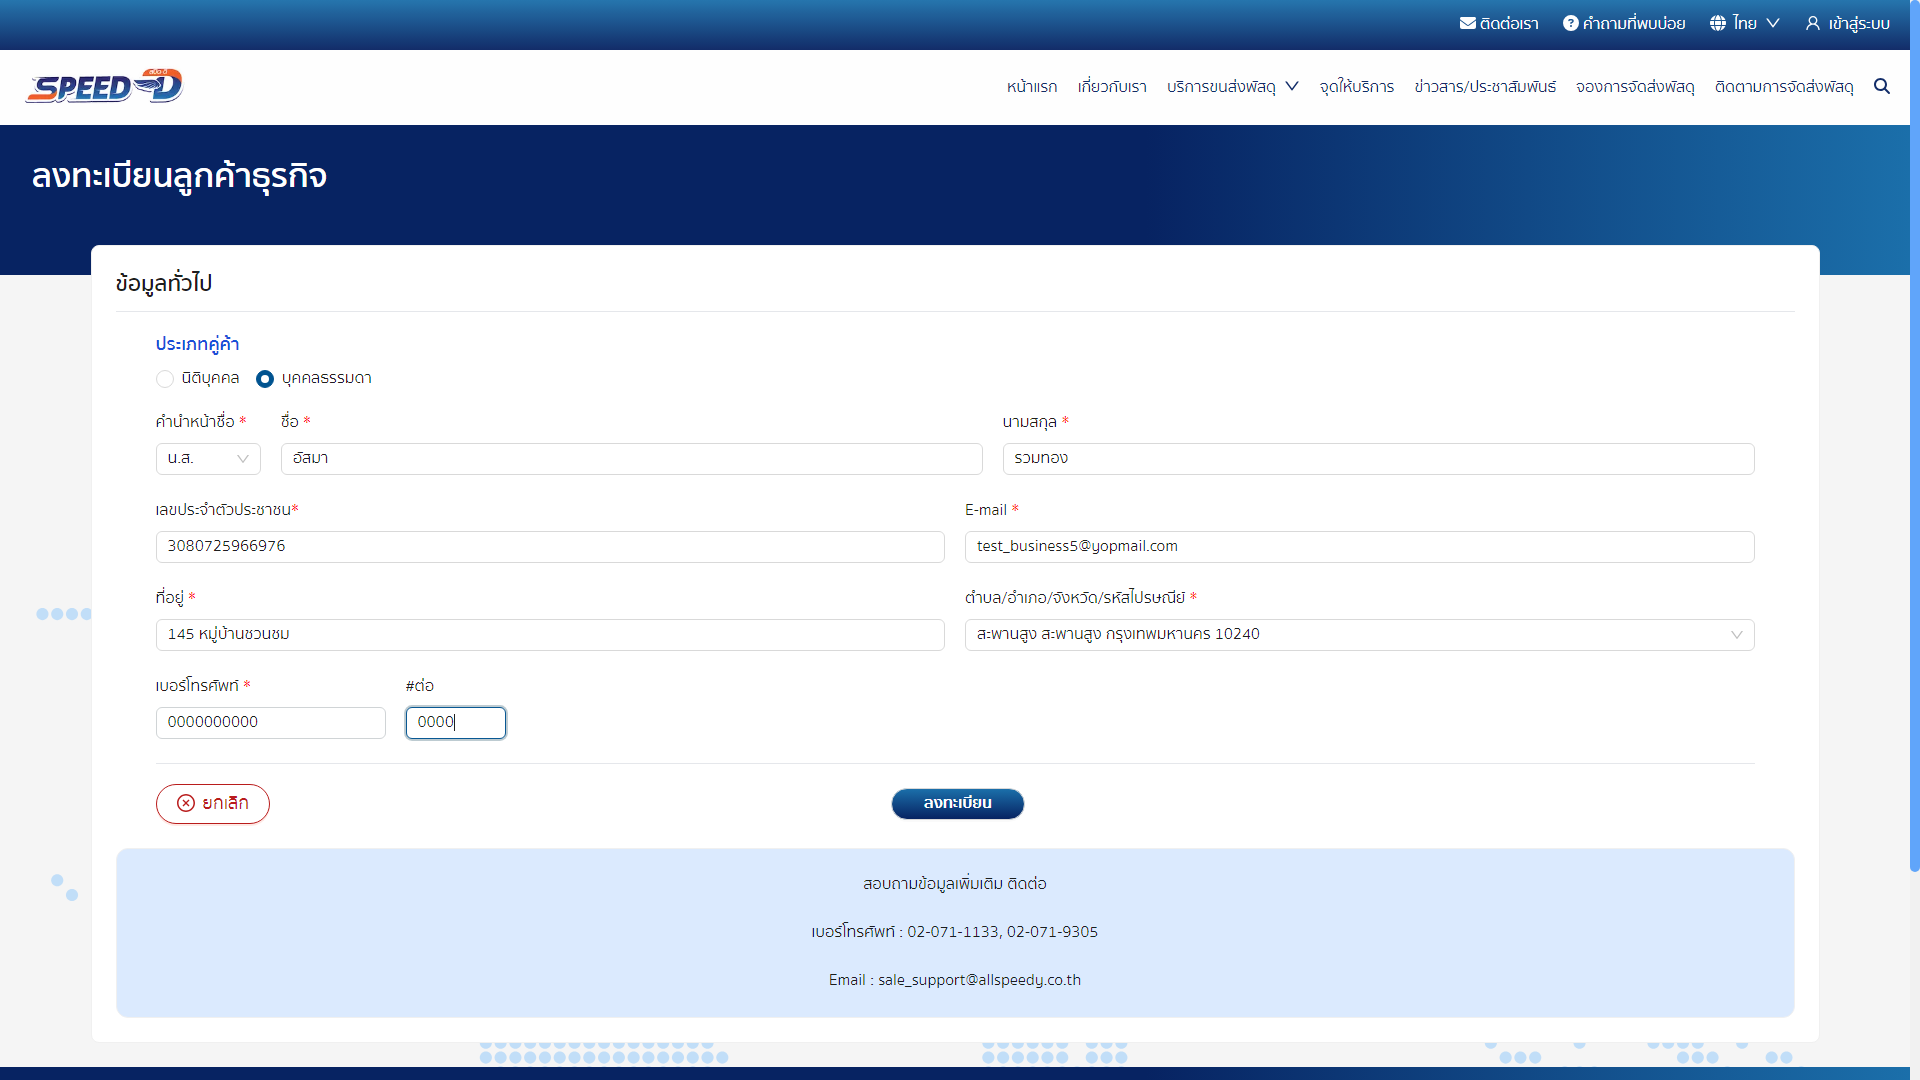 ติดต่อเรา คำถามที่พบบ่อย ไทย เข้าสู่ระบบ
สปีด-ดี
SPEED-D
หน้าแรก เกี่ยวกับเรา บริการขนส่งพัสดุ จุดให้บริการ ข่าวสาร/ประชาสัมพันธ์ จองการจัดส่งพัสดุ ติดตามการจัดส่งพัสดุ
ลงทะเบียนลูกค้าธุรกิจ
ข้อมูลทั่วไป
ประเภทคู่ค้า
นิติบุคคล บุคคลธรรมดา
คำนำหน้าชื่อ * ชื่อ * นามสกุล *
น.ส. อัสมา รวมทอง
เลขประจำตัวประชาชน* E-mail *
3080725966976 test_business5@yopmail.com
ที่อยู่ * ตำบล/อำเภอ/จังหวัด/รหัสไปรษณีย์ *
145 หมู่บ้านชวนชม สะพานสูง สะพานสูง กรุงเทพมหานคร 10240
เบอร์โทรศัพท์ * #ต่อ
0000000000 0000
ยกเลิก ลงทะเบียน
สอบถามข้อมูลเพิ่มเติม ติดต่อ
เบอร์โทรศัพท์ : 02-071-1133, 02-071-9305
Email : sale_support@allspeedy.co.th